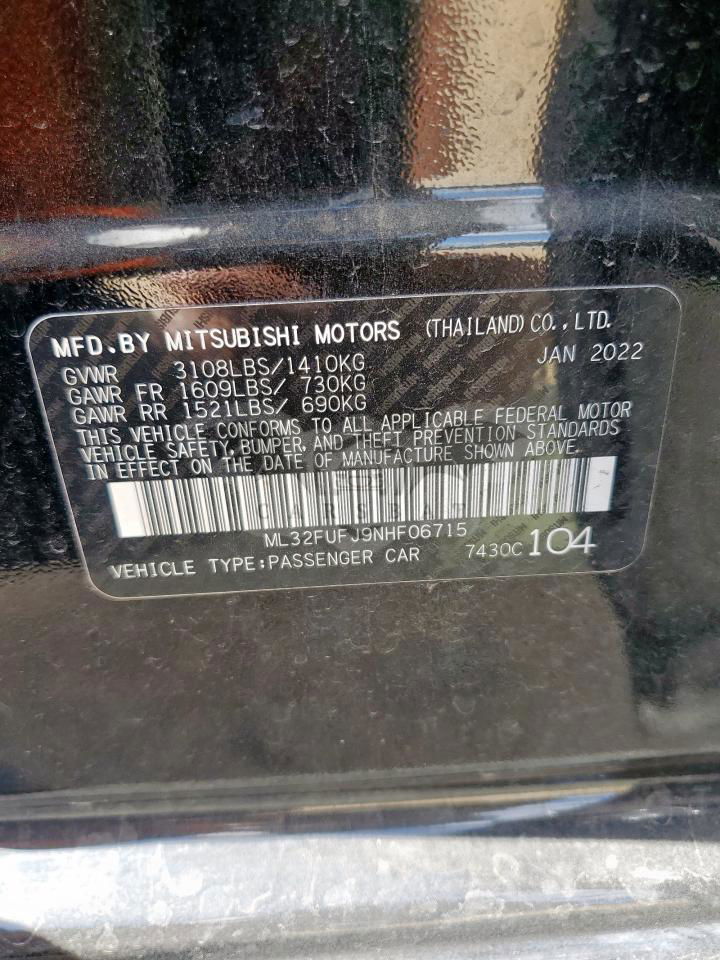 MFD.BY MITSUBISHI MOTORS (THAILAND)CO.,LTD.
GVWR 3108LBS/1410KG JAN 2022
GAWR FR 1609LBS/ 730KG
GAWR RR 1521LBS/ 690KG
THIS VEHICLE CONFORMS TO ALL APPLICABLE FEDERAL MOTOR
VEHICLE SAFETY, BUMPER, AND THEFT PREVENTION STANDARDS
IN EFFECT ON THE DATE OF MANUFACTURE SHOWN ABOVE.
CARSBAT
ML32FUFJ9NHF06715
VEHICLE TYPE:PASSENGER CAR 7430C 104